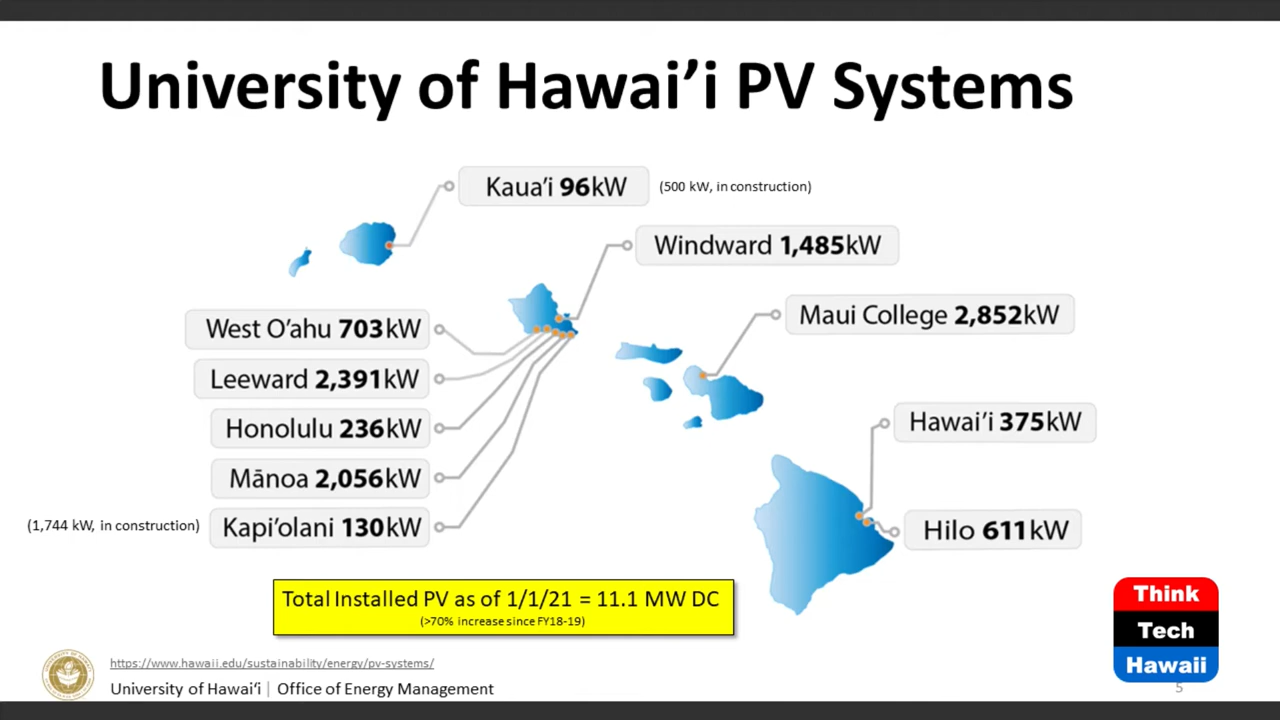 University of Hawai’i PV Systems
Kaua’i 96kW
(500 kW, in construction)
Windward 1,485kW
Maui College 2,852kW
West O’ahu 703kW
Leeward 2,391kW
Honolulu 236kW
Mānoa 2,056kW
(1,744 kW, in construction)
Kapi’olani 130kW
Hawai’i 375kW
Hilo 611kW
Total Installed PV as of 1/1/21 = 11.1 MW DC
(>70% increase since FY18-19)
Think
Tech
Hawaii
https://www.hawaii.edu/sustainability/energy/pv-systems/
University of Hawai‘i | Office of Energy Management
5